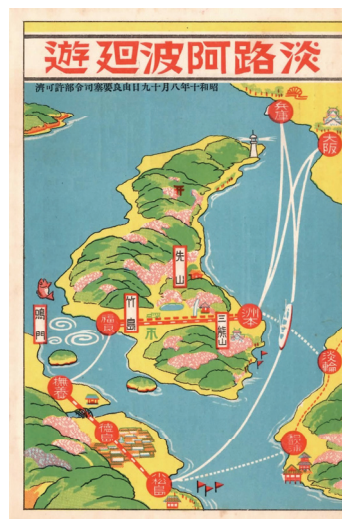 淡路阿波廻遊
昭和十年八月十九日由良要塞司令部許可濟
兵庫
大阪
先山
洲本
三熊山
竹島
福良
鳴門
淡輪
撫養
徳島
小松島